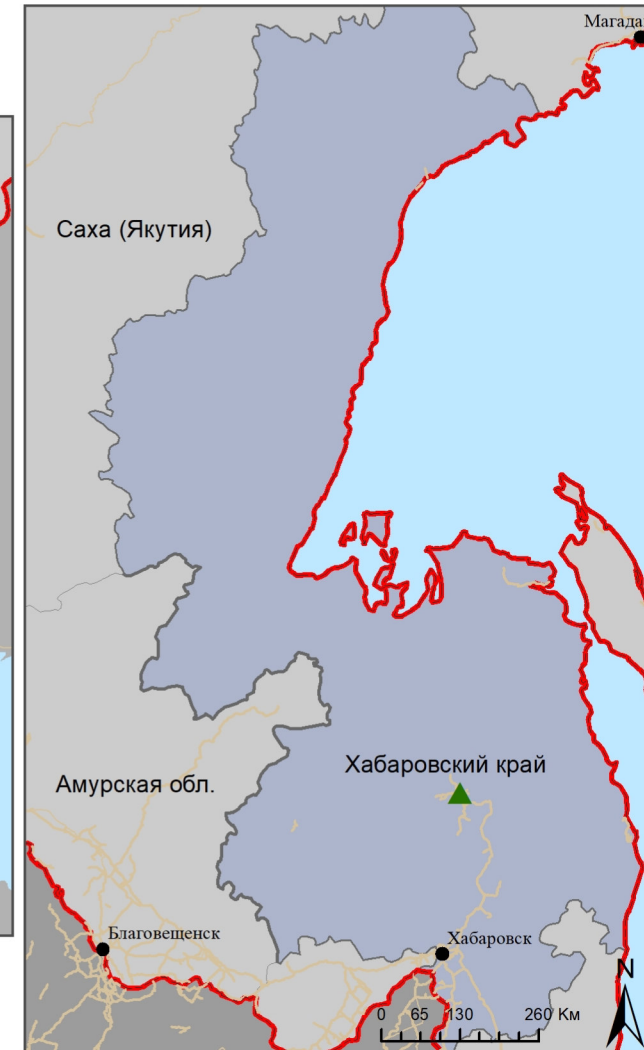 Магада
Саха (Якутия)
Хабаровский край
Амурская обл.
Благовещенск
Хабаровск
N
0 65 130 260 Км